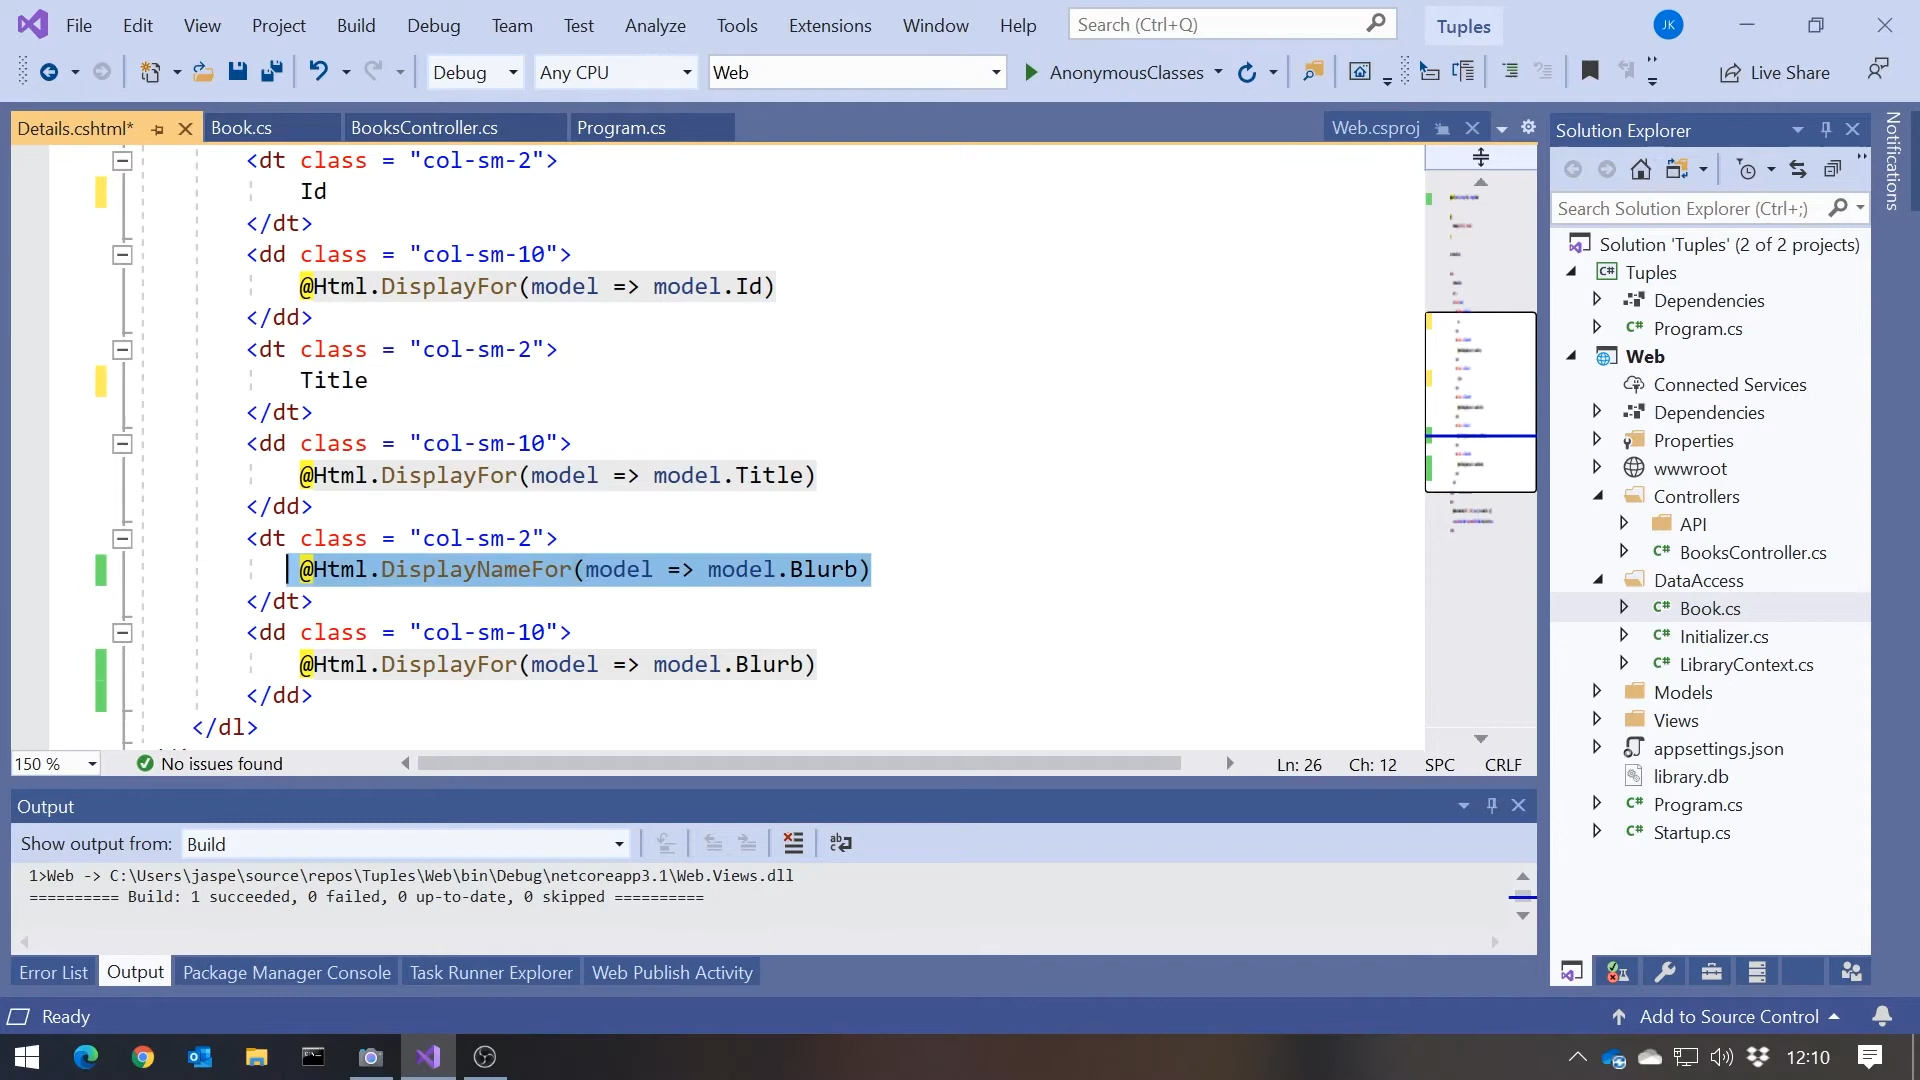 File Edit View Project Build Debug Team Test Analyze Tools Extensions Window Help Search (Ctrl+Q) Tuples JK
Debug Any CPU Web AnonymousClasses Live Share
Details.cshtml* Book.cs BooksController.cs Program.cs Web.csproj
<dt class = "col-sm-2">
Id
</dt>
<dd class = "col-sm-10">
@Html.DisplayFor(model => model.Id)
</dd>
<dt class = "col-sm-2">
Title
</dt>
<dd class = "col-sm-10">
@Html.DisplayFor(model => model.Title)
</dd>
<dt class = "col-sm-2">
@Html.DisplayNameFor(model => model.Blurb)
</dt>
<dd class = "col-sm-10">
@Html.DisplayFor(model => model.Blurb)
</dd>
</dl>
150 % No issues found Ln: 26 Ch: 12 SPC CRLF
Output
Show output from: Build
1>Web -> C:\Users\jaspe\source\repos\Tuples\Web\bin\Debug\netcoreapp3.1\Web.Views.dll
========== Build: 1 succeeded, 0 failed, 0 up-to-date, 0 skipped ==========
Error List Output Package Manager Console Task Runner Explorer Web Publish Activity
Solution Explorer
Search Solution Explorer (Ctrl+;)
Solution 'Tuples' (2 of 2 projects)
C# Tuples
Dependencies
C# Program.cs
Web
Connected Services
Dependencies
Properties
wwwroot
Controllers
API
C# BooksController.cs
DataAccess
C# Book.cs
C# Initializer.cs
C# LibraryContext.cs
Models
Views
appsettings.json
library.db
C# Program.cs
C# Startup.cs
Notifications
Ready Add to Source Control
12:10